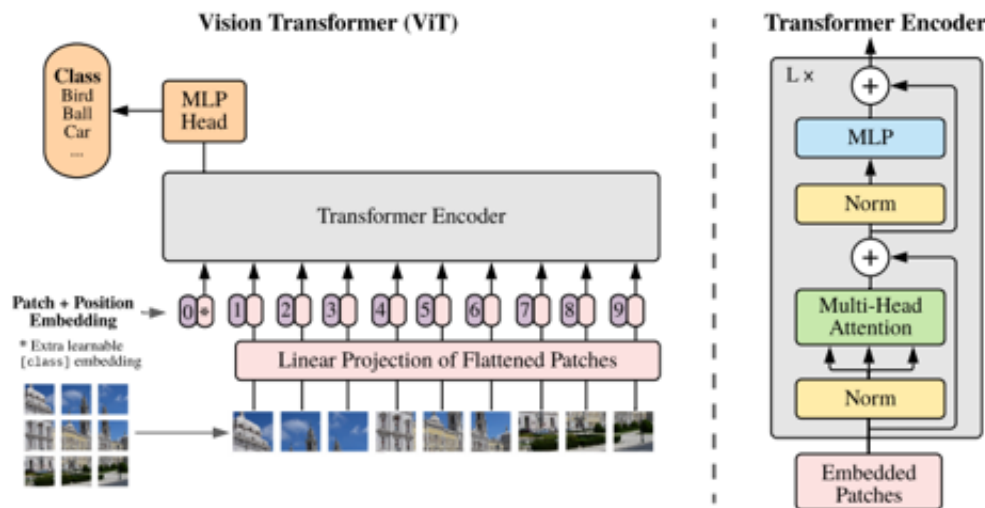 Vision Transformer (ViT)
Class
Bird
Ball
Car
...
MLP
Head
Transformer Encoder
Patch + Position
Embedding
0 * 1 2 3 4 5 6 7 8 9
* Extra learnable
[class] embedding
Linear Projection of Flattened Patches
Transformer Encoder
L ×
+
MLP
Norm
+
Multi-Head
Attention
Norm
Embedded
Patches